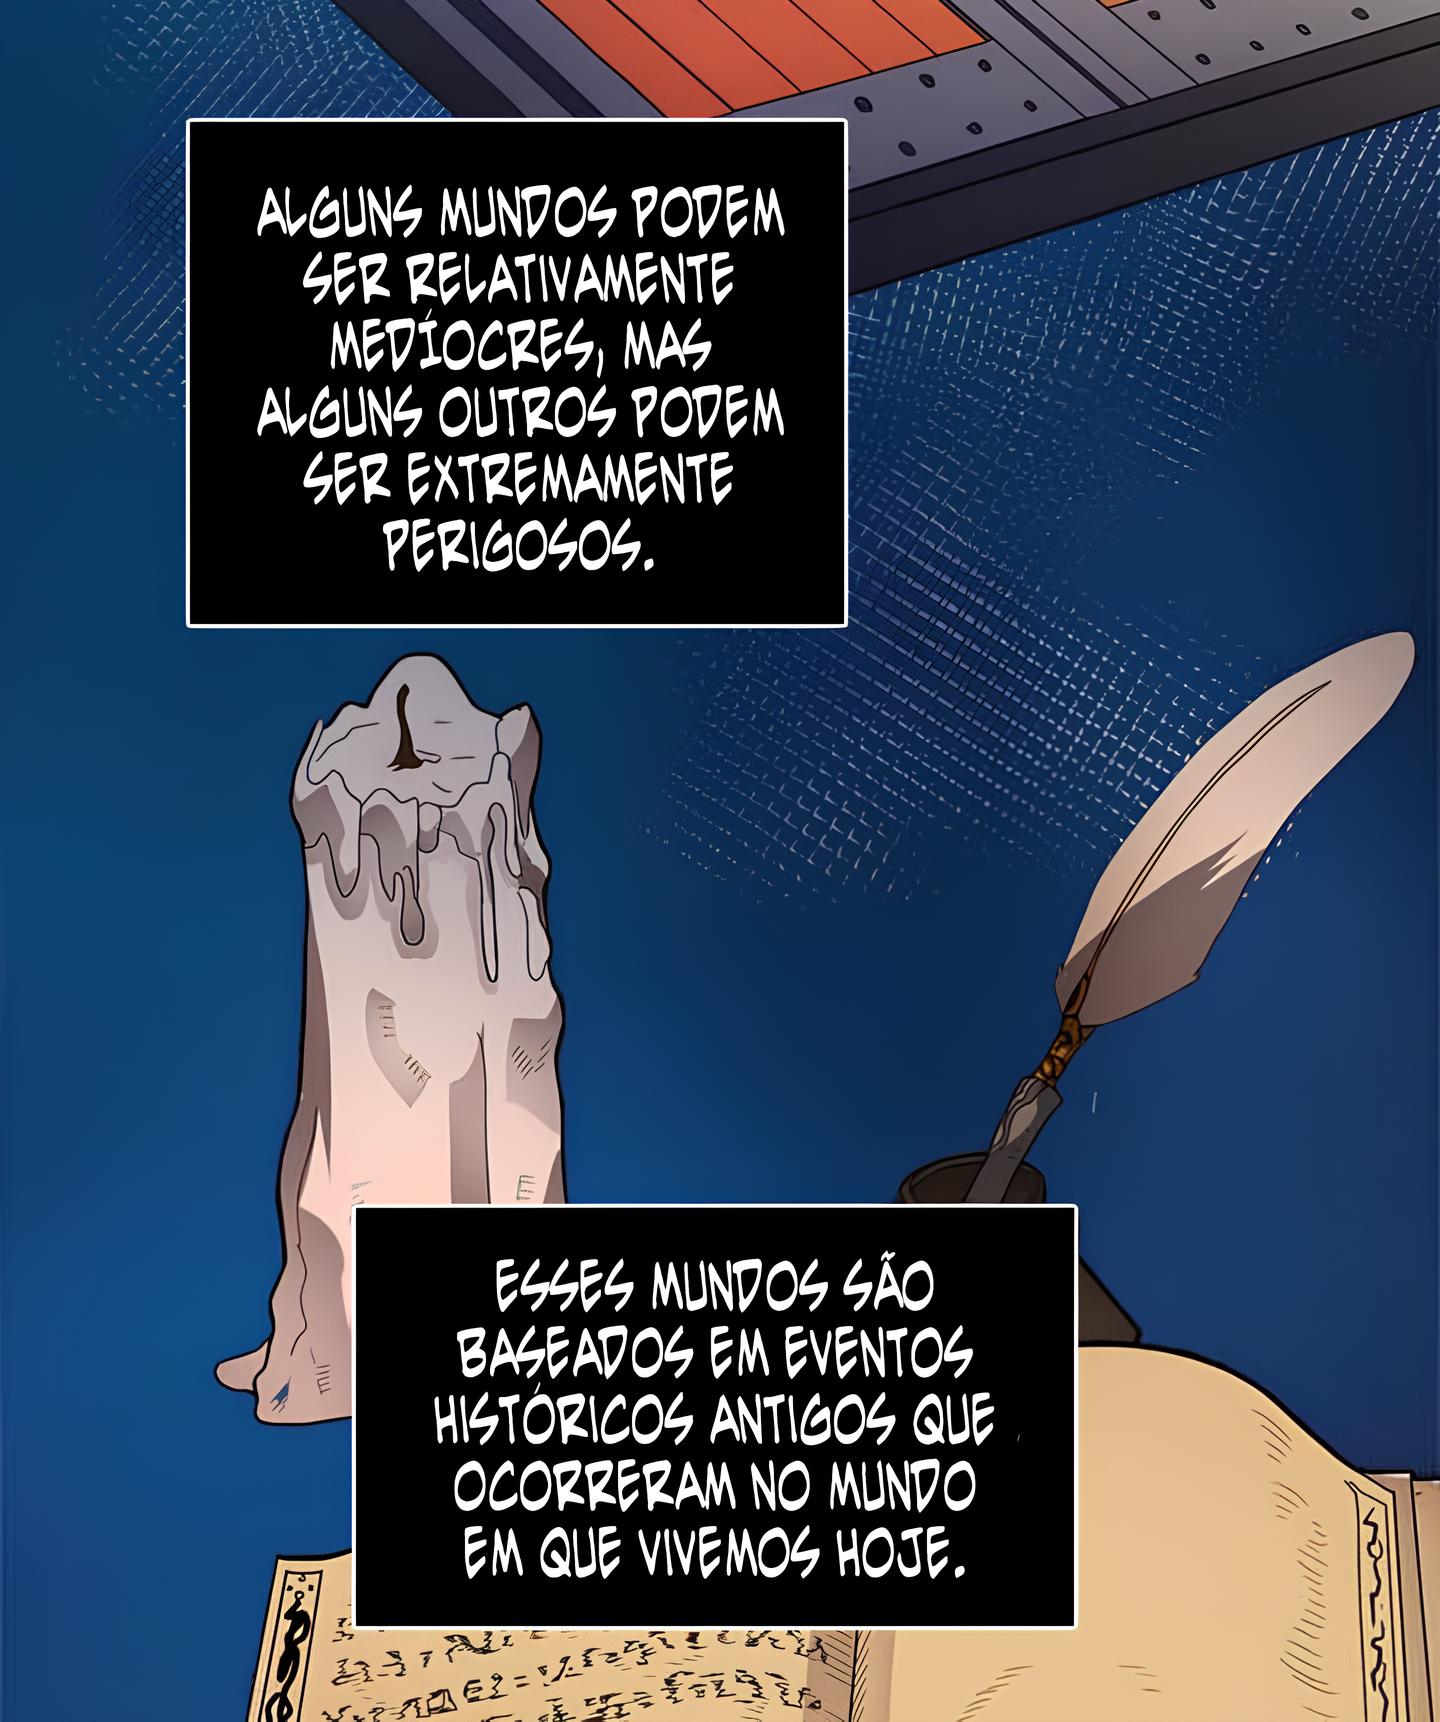 ALGUNS MUNDOS PODEM
SER RELATIVAMENTE
MEDÍOCRES, MAS
ALGUNS OUTROS PODEM
SER EXTREMAMENTE
PERIGOSOS.
ESSES MUNDOS SÃO
BASEADOS EM EVENTOS
HISTÓRICOS ANTIGOS QUE
OCORRERAM NO MUNDO
EM QUE VIVEMOS HOJE.